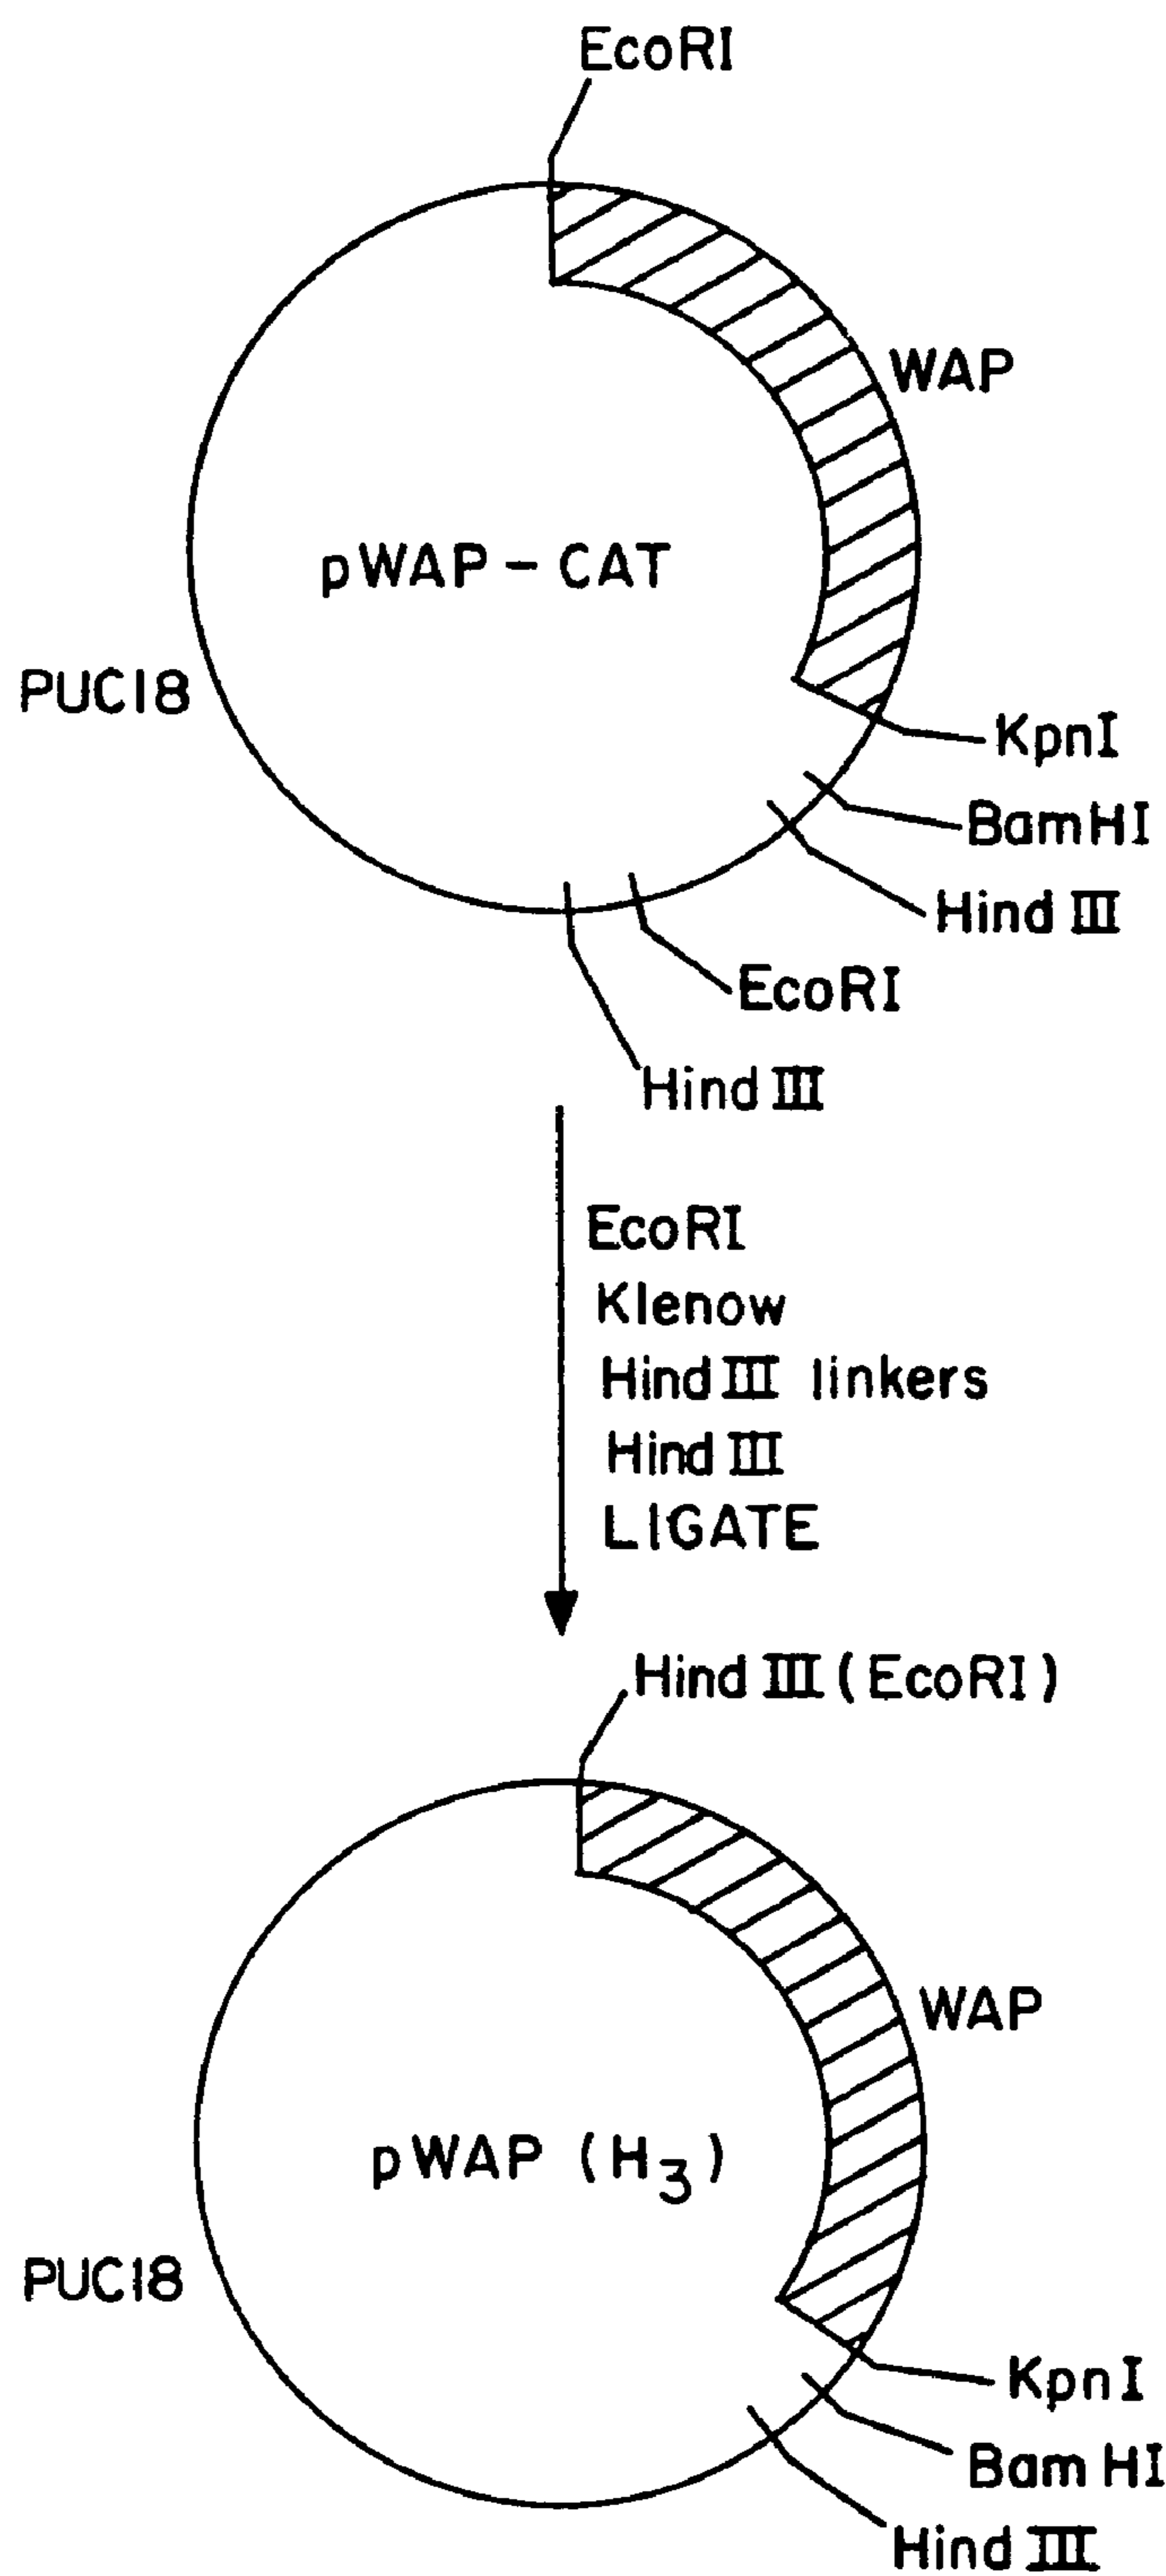 EcoRI
WAP
pWAP - CAT
PUC18
KpnI
BamHI
Hind III
EcoRI
Hind III
EcoRI
Klenow
Hind III linkers
Hind III
LIGATE
Hind III (EcoRI)
WAP
pWAP (H₃)
PUC18
KpnI
Bam HI
Hind III